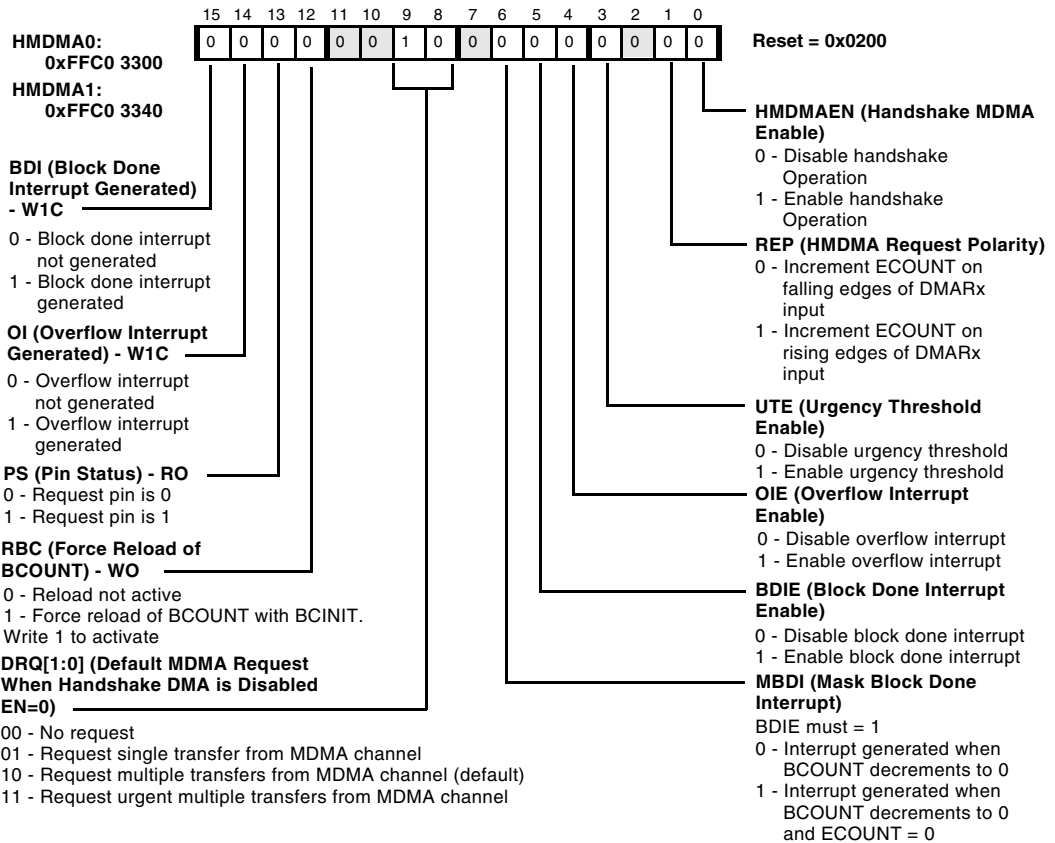 15 14 13 12 11 10 9 8 7 6 5 4 3 2 1 0
HMDMA0:
0xFFC0 3300
0 0 0 0 0 0 1 0 0 0 0 0 0 0 0 0
Reset = 0x0200
HMDMA1:
0xFFC0 3340
BDI (Block Done
Interrupt Generated)
- W1C
0 - Block done interrupt
not generated
1 - Block done interrupt
generated
OI (Overflow Interrupt
Generated) - W1C
0 - Overflow interrupt
not generated
1 - Overflow interrupt
generated
PS (Pin Status) - RO
0 - Request pin is 0
1 - Request pin is 1
RBC (Force Reload of
BCOUNT) - WO
0 - Reload not active
1 - Force reload of BCOUNT with BCINIT.
Write 1 to activate
DRQ[1:0] (Default MDMA Request
When Handshake DMA is Disabled
EN=0)
00 - No request
01 - Request single transfer from MDMA channel
10 - Request multiple transfers from MDMA channel (default)
11 - Request urgent multiple transfers from MDMA channel
HMDMAEN (Handshake MDMA
Enable)
0 - Disable handshake
Operation
1 - Enable handshake
Operation
REP (HMDMA Request Polarity)
0 - Increment ECOUNT on
falling edges of DMARx
input
1 - Increment ECOUNT on
rising edges of DMARx
input
UTE (Urgency Threshold
Enable)
0 - Disable urgency threshold
1 - Enable urgency threshold
OIE (Overflow Interrupt
Enable)
0 - Disable overflow interrupt
1 - Enable overflow interrupt
BDIE (Block Done Interrupt
Enable)
0 - Disable block done interrupt
1 - Enable block done interrupt
MBDI (Mask Block Done
Interrupt)
BDIE must = 1
0 - Interrupt generated when
BCOUNT decrements to 0
1 - Interrupt generated when
BCOUNT decrements to 0
and ECOUNT = 0